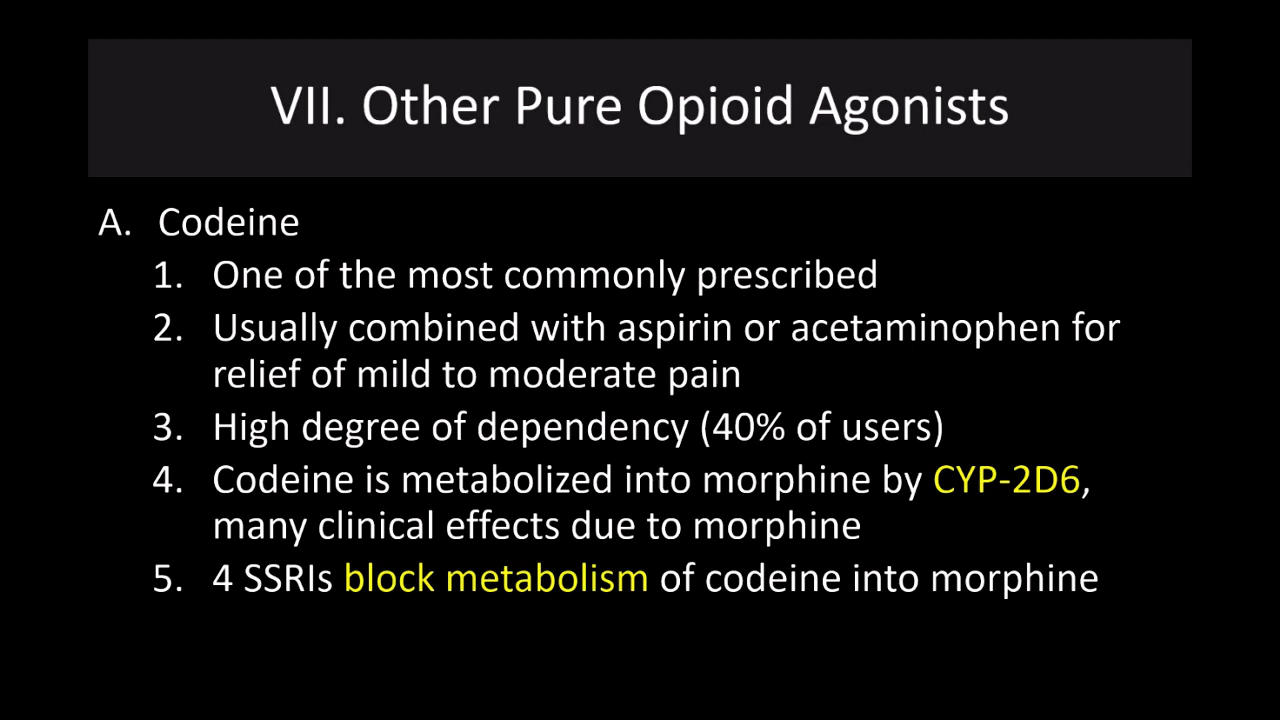 VII. Other Pure Opioid Agonists
A. Codeine
1. One of the most commonly prescribed
2. Usually combined with aspirin or acetaminophen for
relief of mild to moderate pain
3. High degree of dependency (40% of users)
4. Codeine is metabolized into morphine by CYP-2D6,
many clinical effects due to morphine
5. 4 SSRIs block metabolism of codeine into morphine